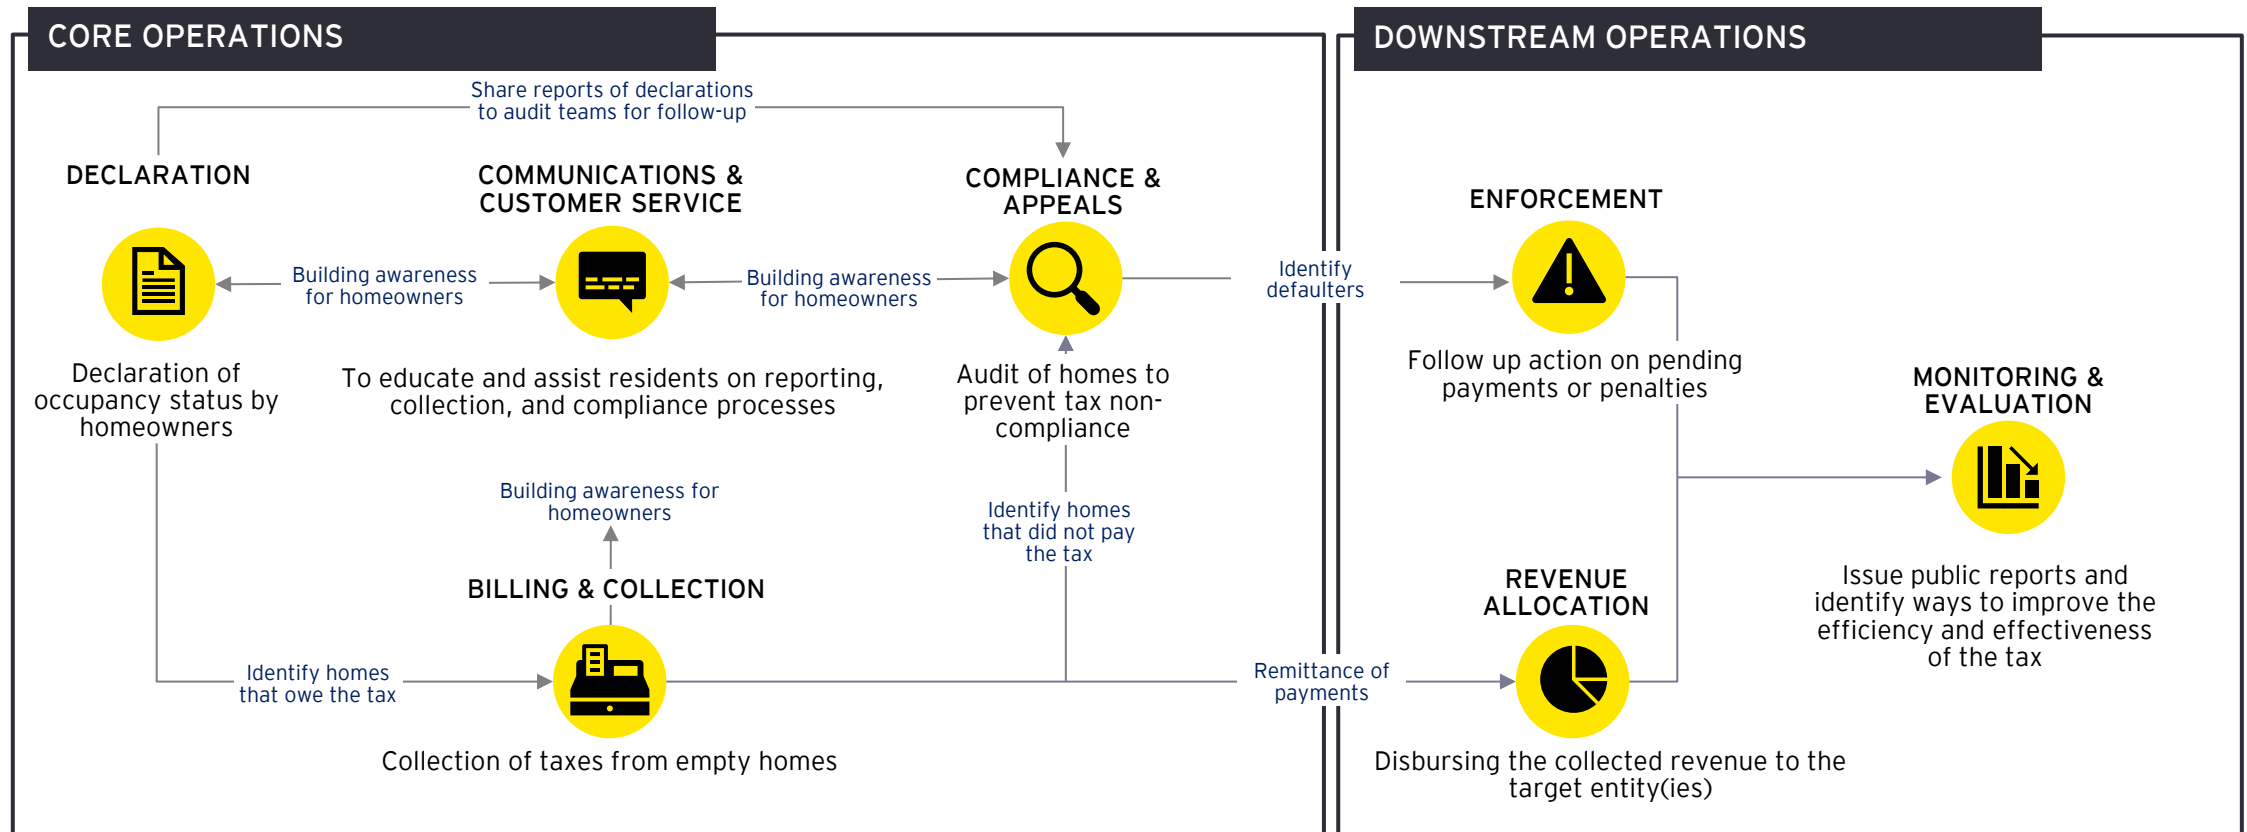 CORE OPERATIONS
Share reports of declarations
to audit teams for follow-up
DECLARATION
COMMUNICATIONS &
CUSTOMER SERVICE
COMPLIANCE &
APPEALS
Building awareness
for homeowners
Building awareness
for homeowners
Declaration of
occupancy status by
homeowners
To educate and assist residents on reporting,
collection, and compliance processes
Audit of homes to
prevent tax non-
compliance
Building awareness for
homeowners
Identify homes
that did not pay
the tax
BILLING & COLLECTION
Identify homes
that owe the tax
Collection of taxes from empty homes
Identify
defaulters
Remittance of
payments
DOWNSTREAM OPERATIONS
ENFORCEMENT
Follow up action on pending
payments or penalties
MONITORING &
EVALUATION
Issue public reports and
identify ways to improve the
efficiency and effectiveness
of the tax
REVENUE
ALLOCATION
Disbursing the collected revenue to the
target entity(ies)